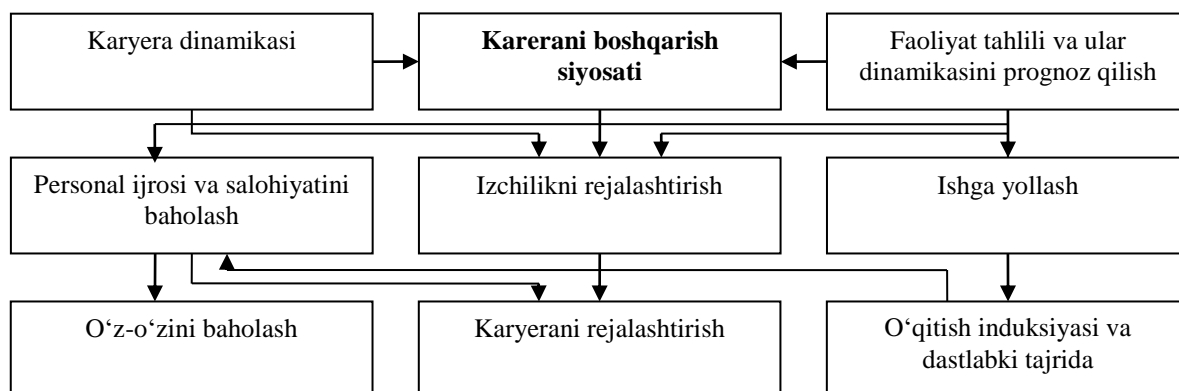 Karyera dinamikasi
Karerani boshqarish
siyosati
Faoliyat tahlili va ular
dinamikasini prognoz qilish
Personal ijrosi va salohiyatini
baholash
Izchilikni rejalashtirish
Ishga yollash
O‘z-o‘zini baholash
Karyerani rejalashtirish
O‘qitish induksiyasi va
dastlabki tajrida